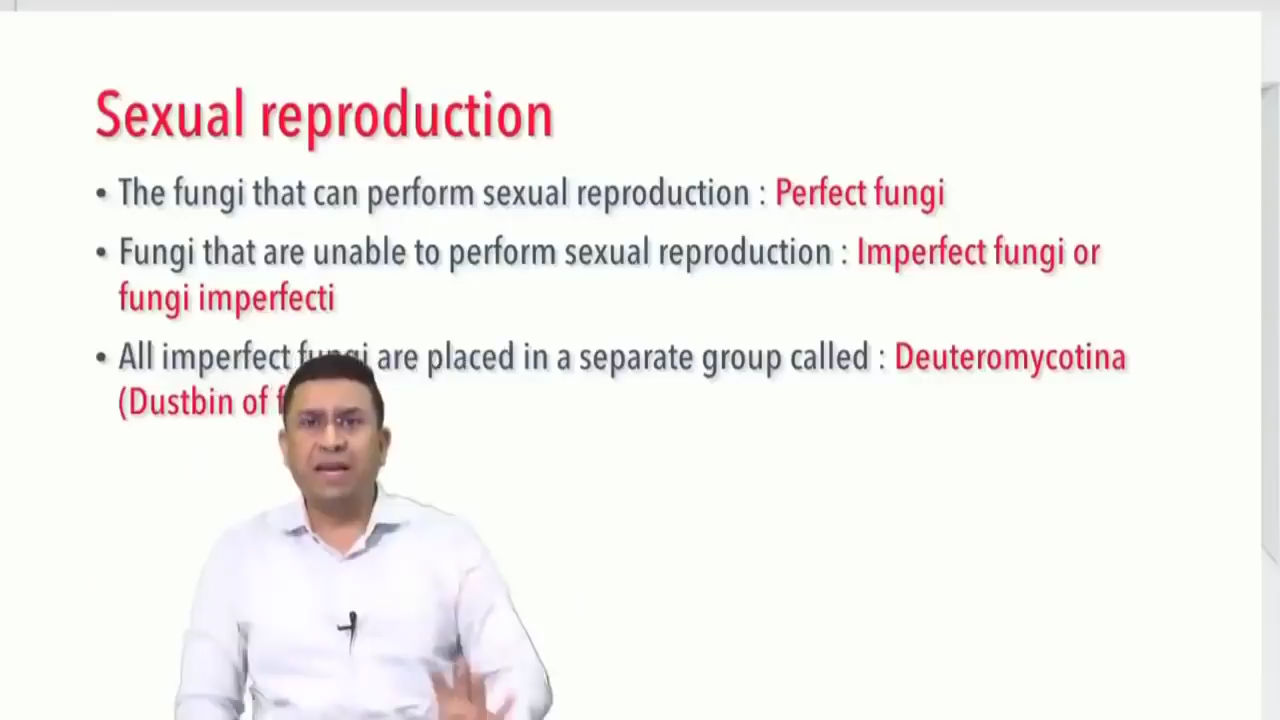 Sexual reproduction
• The fungi that can perform sexual reproduction : Perfect fungi
• Fungi that are unable to perform sexual reproduction : Imperfect fungi or
fungi imperfecti
• All imperfect fungi are placed in a separate group called : Deuteromycotina
(Dustbin of